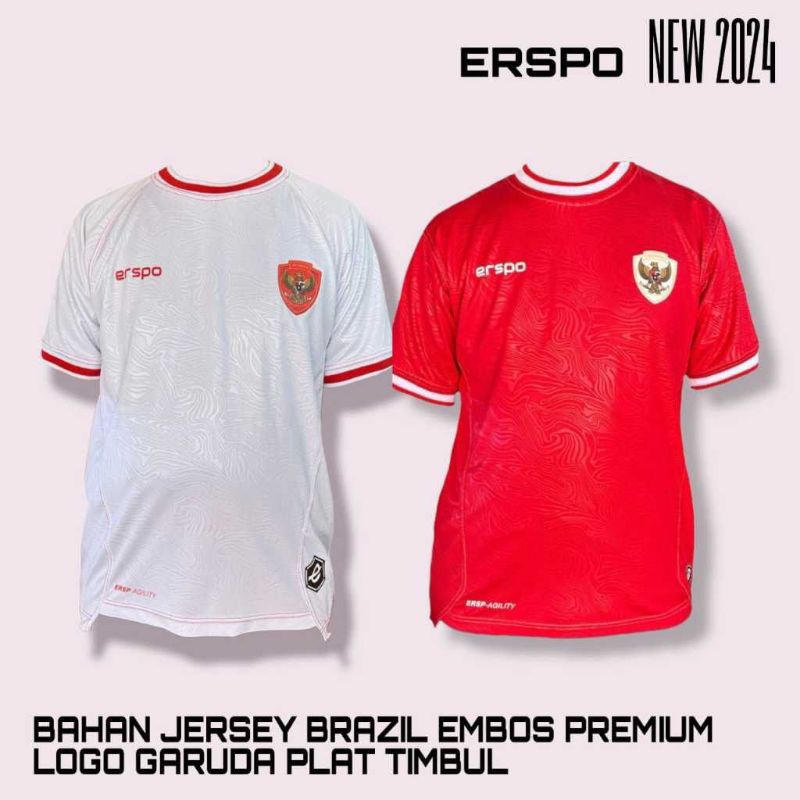 ERSPO NEW 2024
erspo
erspo
ERSP-AGILITY
ERSP-AGILITY
BAHAN JERSEY BRAZIL EMBOS PREMIUM
LOGO GARUDA PLAT TIMBUL